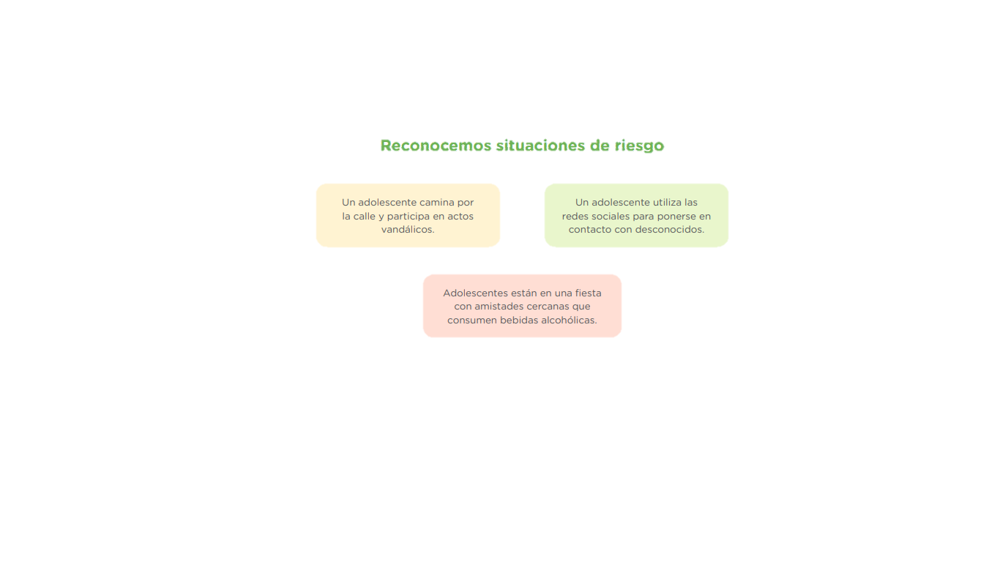 Reconocemos situaciones de riesgo
Un adolescente camina por
la calle y participa en actos
vandálicos.
Un adolescente utiliza las
redes sociales para ponerse en
contacto con desconocidos.
Adolescentes están en una fiesta
con amistades cercanas que
consumen bebidas alcohólicas.